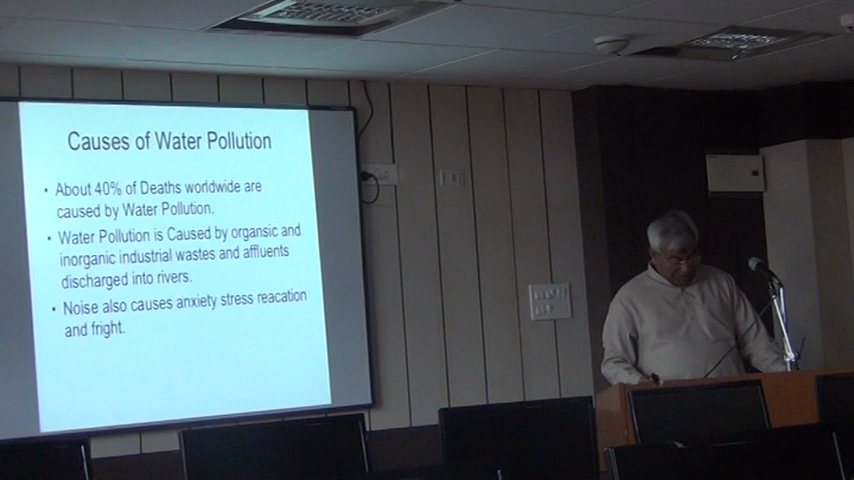 Causes of Water Pollution
• About 40% of Deaths worldwide are
caused by Water Pollution.
• Water Pollution is Caused by organsic and
inorganic industrial wastes and affluents
discharged into rivers.
• Noise also causes anxiety stress reacation
and fright.